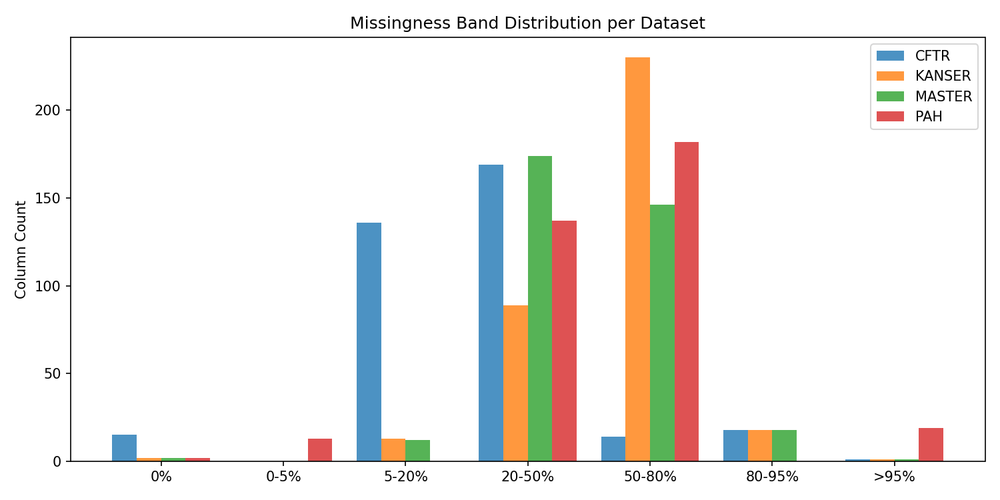 Missingness Band Distribution per Dataset
CFTR
KANSER
MASTER
PAH
Column Count
200
150
100
50
0
0%
0-5%
5-20%
20-50%
50-80%
80-95%
>95%